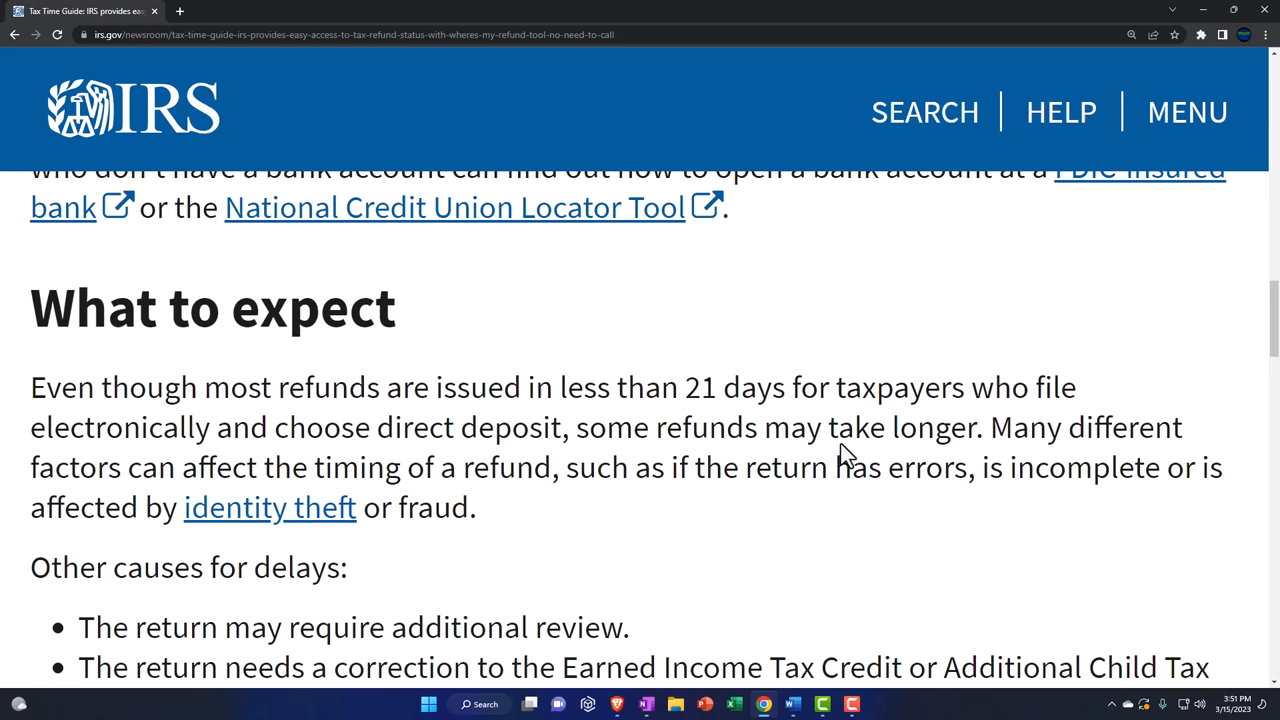 Tax Time Guide: IRS provides eas
irs.gov/newsroom/tax-time-guide-irs-provides-easy-access-to-tax-refund-status-with-wheres-my-refund-tool-no-need-to-call
IRS
SEARCH
HELP
MENU
who don't have a bank account can find out how to open a bank account at a FDIC-Insured
bank or the National Credit Union Locator Tool.
What to expect
Even though most refunds are issued in less than 21 days for taxpayers who file
electronically and choose direct deposit, some refunds may take longer. Many different
factors can affect the timing of a refund, such as if the return has errors, is incomplete or is
affected by identity theft or fraud.
Other causes for delays:
• The return may require additional review.
• The return needs a correction to the Earned Income Tax Credit or Additional Child Tax
Search
3:51 PM
3/15/2023